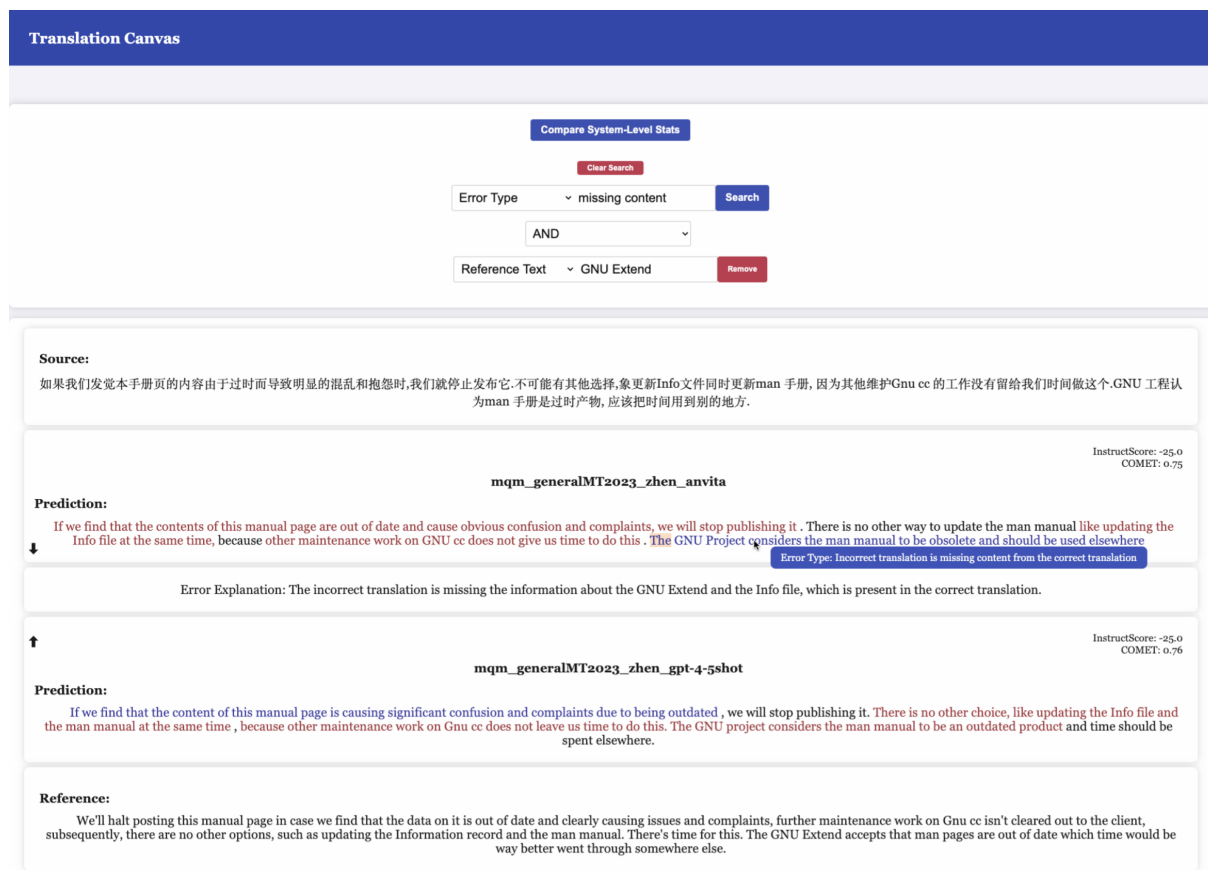 Translation Canvas
Compare System-Level Stats
Clear Search
Error Type missing content Search
AND
Reference Text GNU Extend Remove
Source:
如果我们发觉本手册页的内容由于过时而导致明显的混乱和抱怨时,我们就停止发布它.不可能有其他选择,象更新Info文件同时更新man 手册, 因为其他维护Gnu cc 的工作没有留给我们时间做这个.GNU 工程认
为man 手册是过时产物, 应该把时间用到别的地方.
InstructScore: -25.0
COMET: 0.75
mqm_generalMT2023_zhen_anvita
Prediction:
If we find that the contents of this manual page are out of date and cause obvious confusion and complaints, we will stop publishing it . There is no other way to update the man manual like updating the
Info file at the same time, because other maintenance work on GNU cc does not give us time to do this . The GNU Project considers the man manual to be obsolete and should be used elsewhere
Error Type: Incorrect translation is missing content from the correct translation
Error Explanation: The incorrect translation is missing the information about the GNU Extend and the Info file, which is present in the correct translation.
InstructScore: -25.0
COMET: 0.76
mqm_generalMT2023_zhen_gpt-4-5shot
Prediction:
If we find that the content of this manual page is causing significant confusion and complaints due to being outdated , we will stop publishing it. There is no other choice, like updating the Info file and
the man manual at the same time , because other maintenance work on Gnu cc does not leave us time to do this. The GNU project considers the man manual to be an outdated product and time should be
spent elsewhere.
Reference:
We'll halt posting this manual page in case we find that the data on it is out of date and clearly causing issues and complaints, further maintenance work on Gnu cc isn't cleared out to the client,
subsequently, there are no other options, such as updating the Information record and the man manual. There's time for this. The GNU Extend accepts that man pages are out of date which time would be
way better went through somewhere else.